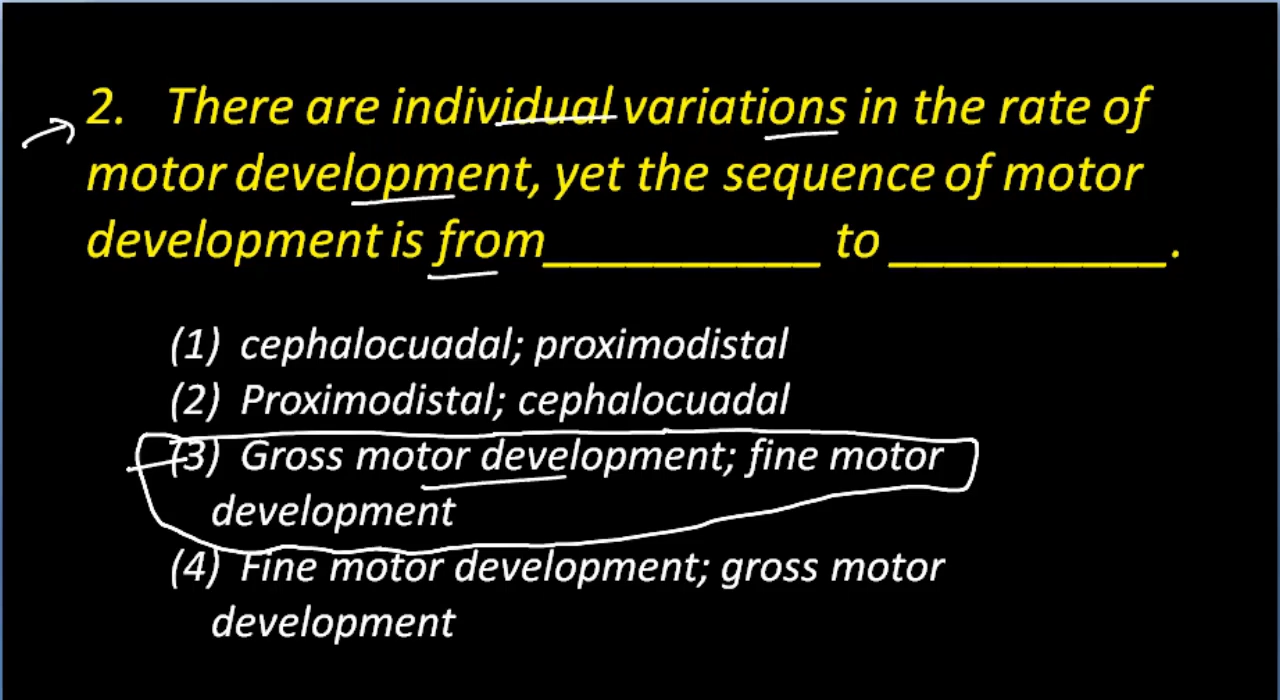 2. There are individual variations in the rate of
motor development, yet the sequence of motor
development is from___________ to ___________.
(1) cephalocuadal; proximodistal
(2) Proximodistal; cephalocuadal
(3) Gross motor development; fine motor
development
(4) Fine motor development; gross motor
development